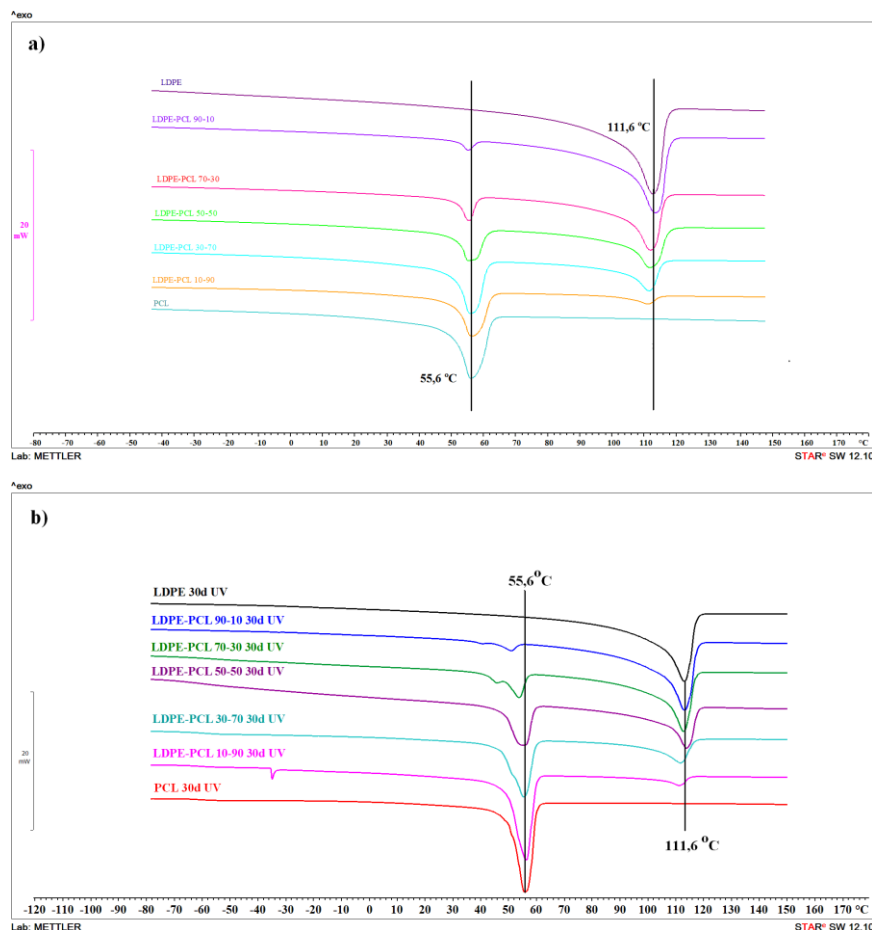 ^exo
a)
LDPE
111,6 ºC
LDPE-PCL 90-10
LDPE-PCL 70-30
LDPE-PCL 50-50
20
mW
LDPE-PCL 30-70
LDPE-PCL 10-90
PCL
55,6 ºC
-80 -70 -60 -50 -40 -30 -20 -10 0 10 20 30 40 50 60 70 80 90 100 110 120 130 140 150 160 170 °C
Lab: METTLER STARe SW 12.10
^exo
b)
55,6°C
LDPE 30d UV
LDPE-PCL 90-10 30d UV
LDPE-PCL 70-30 30d UV
LDPE-PCL 50-50 30d UV
LDPE-PCL 30-70 30d UV
20
mW
LDPE-PCL 10-90 30d UV
PCL 30d UV
111,6 °C
-120 -110 -100 -90 -80 -70 -60 -50 -40 -30 -20 -10 0 10 20 30 40 50 60 70 80 90 100 110 120 130 140 150 160 170 °C
Lab: METTLER STARe SW 12.10